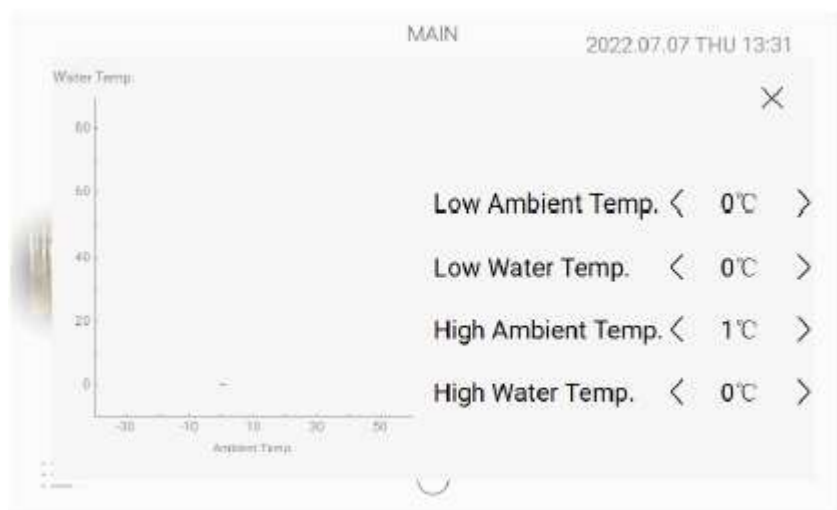 MAIN
2022.07.07 THU 13:31
Water Temp.
80
60
40
20
0
-30 -10 10 30 50
Ambient Temp.
Low Ambient Temp. < 0℃ >
Low Water Temp. < 0℃ >
High Ambient Temp. < 1℃ >
High Water Temp. < 0℃ >